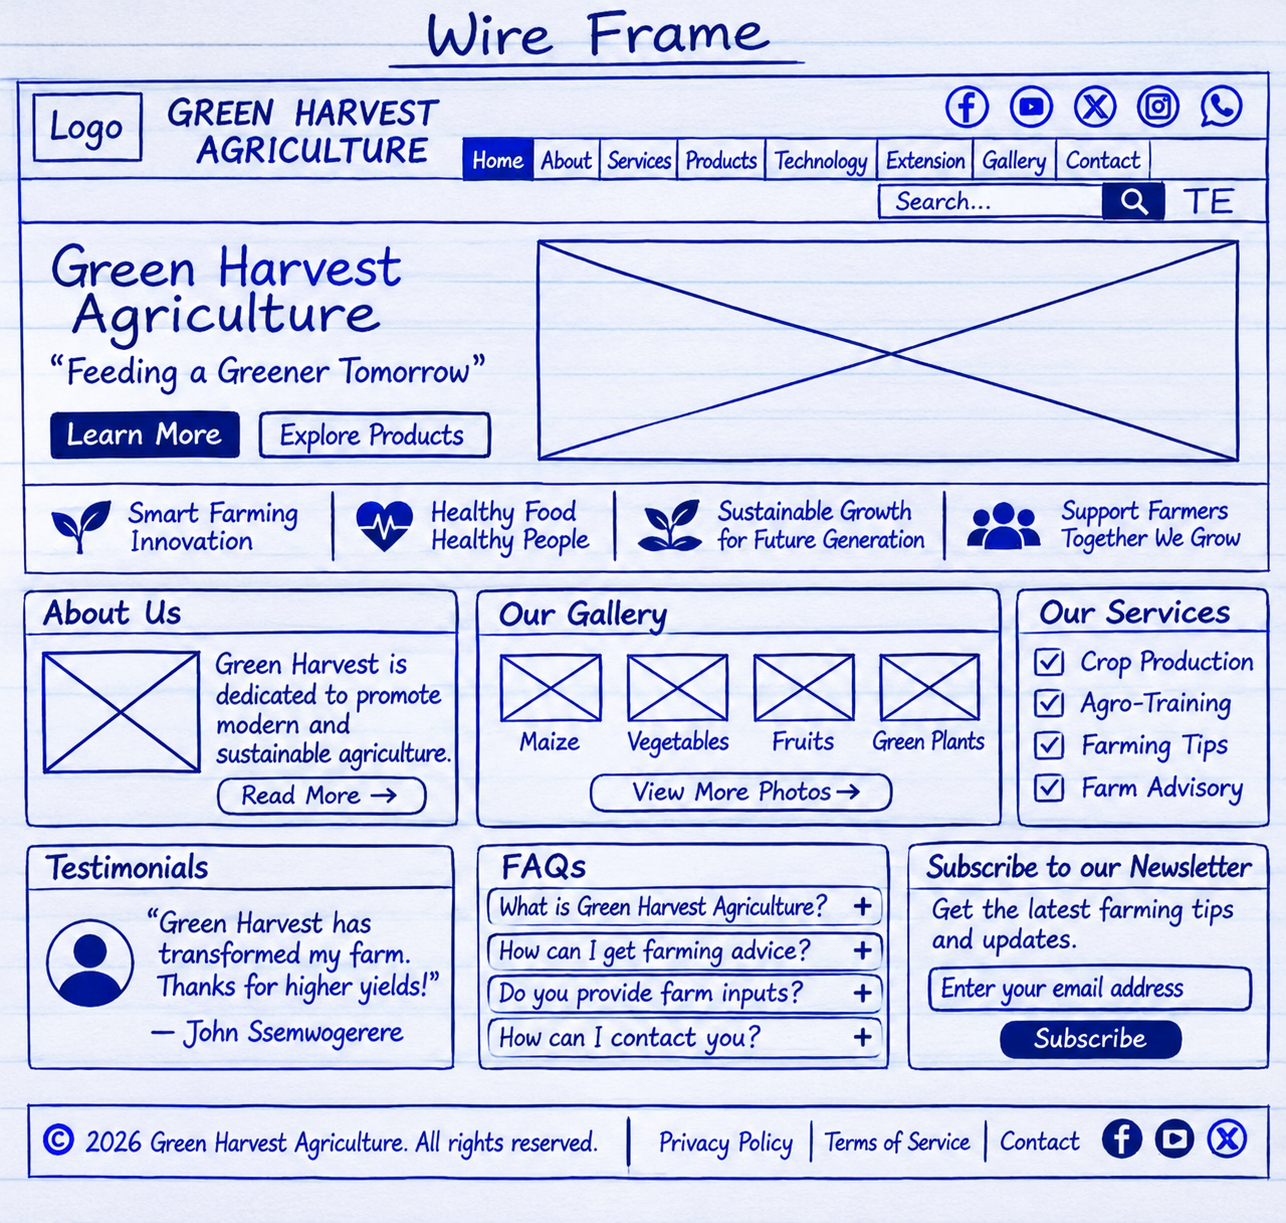 Wire Frame
Logo
GREEN HARVEST
AGRICULTURE
Home About Services Products Technology Extension Gallery Contact
Search... TE
Green Harvest
Agriculture
“Feeding a Greener Tomorrow”
Learn More Explore Products
Smart Farming
Innovation
Healthy Food
Healthy People
Sustainable Growth
for Future Generation
Support Farmers
Together We Grow
About Us
Green Harvest is
dedicated to promote
modern and
sustainable agriculture.
Read More →
Our Gallery
Maize Vegetables Fruits Green Plants
View More Photos →
Our Services
Crop Production
Agro-Training
Farming Tips
Farm Advisory
Testimonials
“Green Harvest has
transformed my farm.
Thanks for higher yields!”
— John Ssemwogerere
FAQs
What is Green Harvest Agriculture? +
How can I get farming advice? +
Do you provide farm inputs? +
How can I contact you? +
Subscribe to our Newsletter
Get the latest farming tips
and updates.
Enter your email address
Subscribe
© 2026 Green Harvest Agriculture. All rights reserved. Privacy Policy Terms of Service Contact